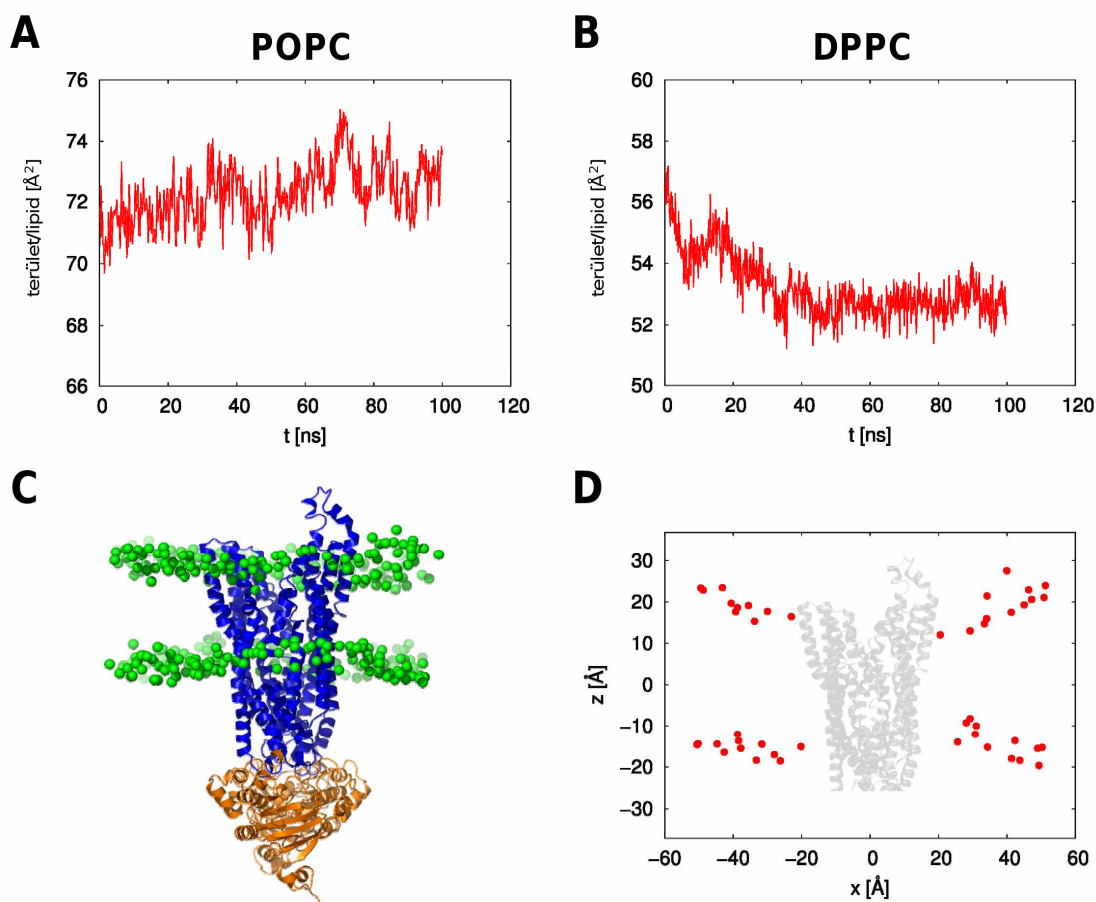 A
POPC
76
74
72
70
68
66
terület/lipid [Å²]
0 20 40 60 80 100 120
t [ns]
B
DPPC
60
58
56
54
52
50
terület/lipid [Å²]
0 20 40 60 80 100 120
t [ns]
C
D
30
20
10
0
−10
−20
−30
z [Å]
−60 −40 −20 0 20 40 60
x [Å]